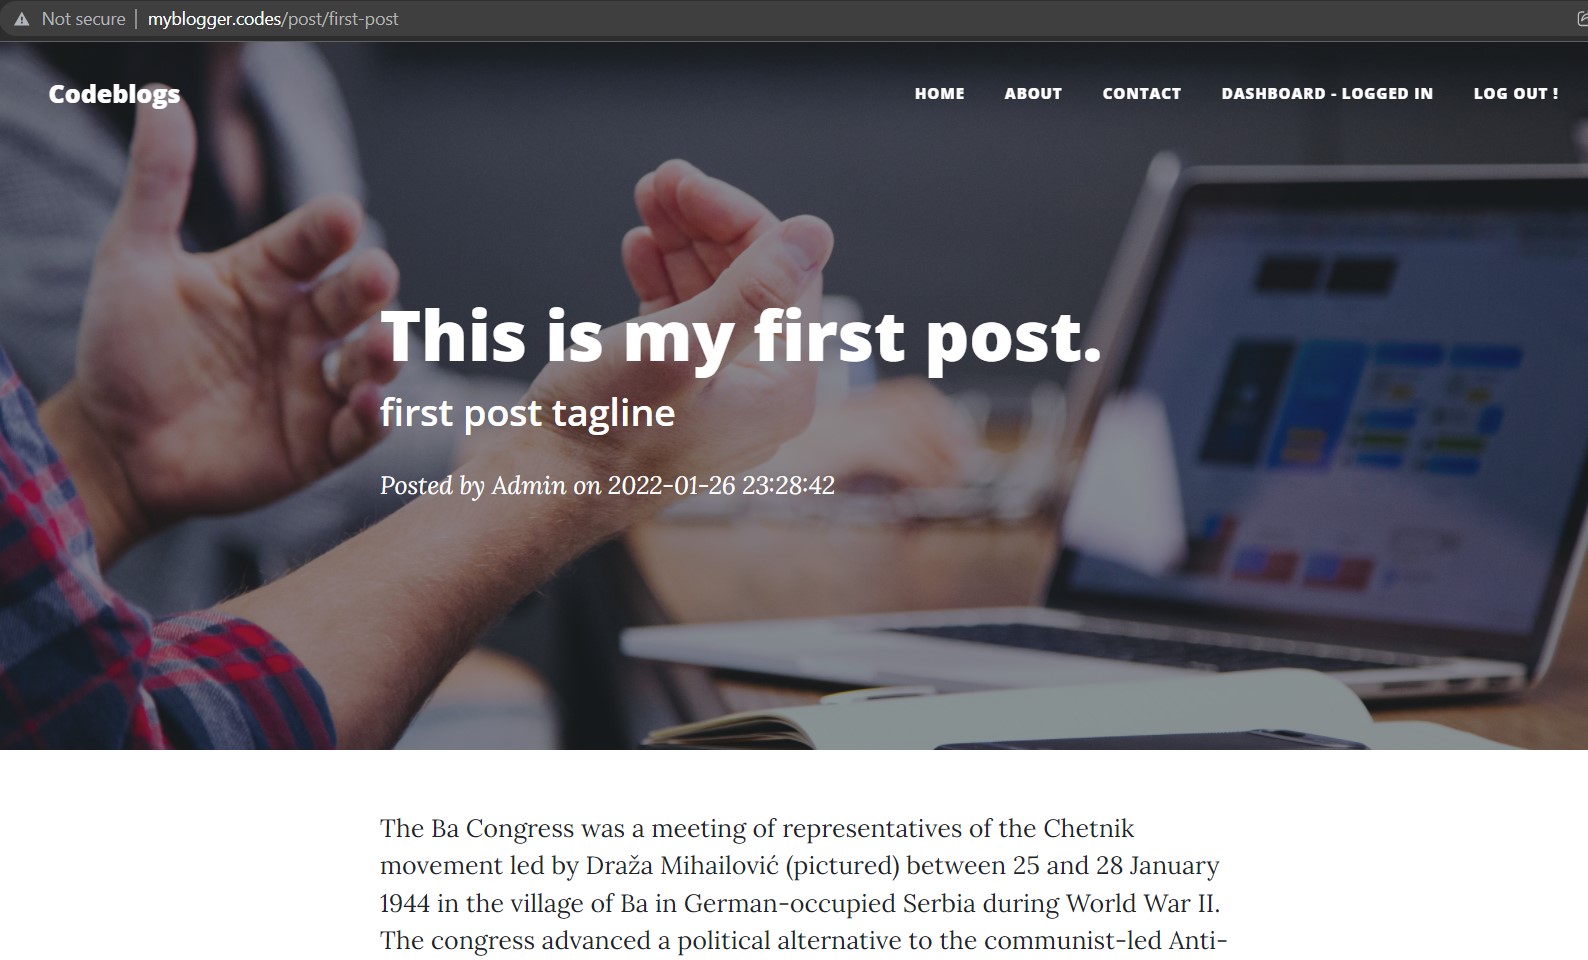 Not secure | myblogger.codes/post/first-post
Codeblogs
HOME ABOUT CONTACT DASHBOARD - LOGGED IN LOG OUT !
This is my first post.
first post tagline
Posted by Admin on 2022-01-26 23:28:42
The Ba Congress was a meeting of representatives of the Chetnik
movement led by Draža Mihailović (pictured) between 25 and 28 January
1944 in the village of Ba in German-occupied Serbia during World War II.
The congress advanced a political alternative to the communist-led Anti-